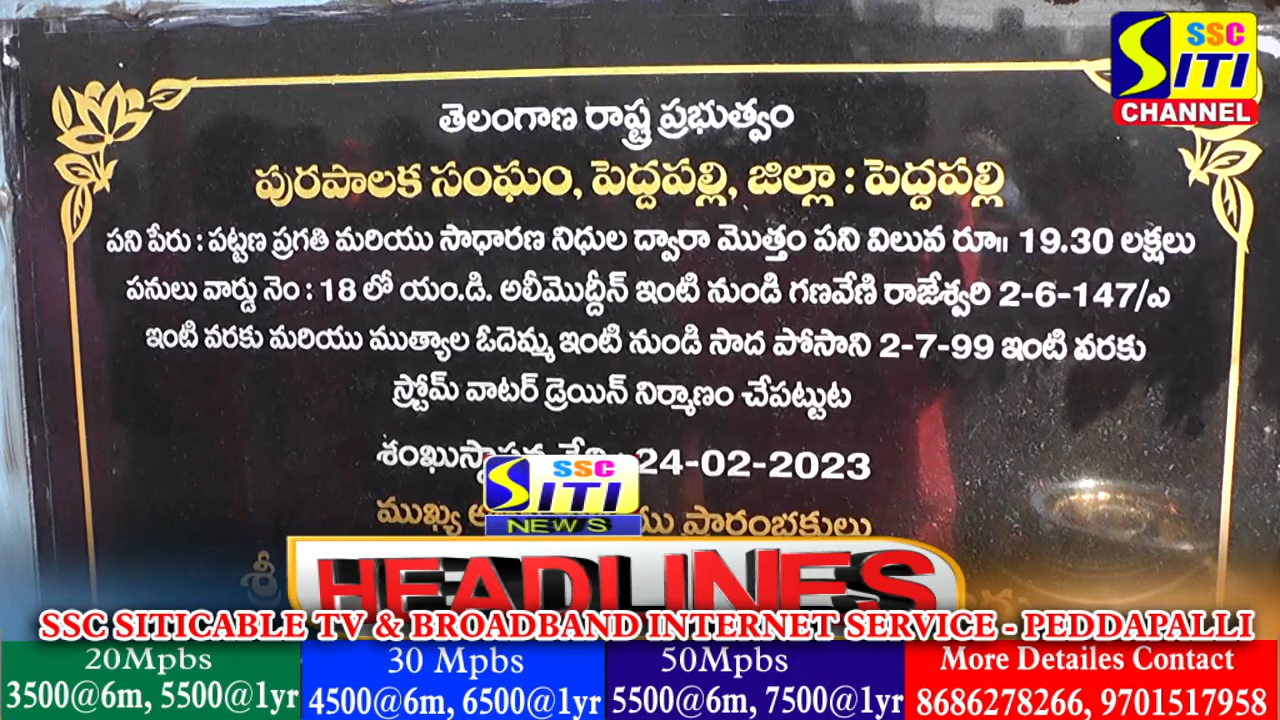 SSC
SITI
CHANNEL
తెలంగాణ రాష్ట్ర ప్రభుత్వం
పురపాలక సంఘం, పెద్దపల్లి, జిల్లా : పెద్దపల్లి
పని పేరు : పట్టణ ప్రగతి మరియు సాధారణ నిధుల ద్వారా మొత్తం పని విలువ రూ॥ 19.30 లక్షలు
పనులు వార్డు నెం : 18 లో యం.డి. అలీమొద్దీన్ ఇంటి నుండి గణవేణి రాజేశ్వరి 2-6-147/ఎ
ఇంటి వరకు మరియు ముత్యాల ఓదెమ్మ ఇంటి నుండి సాద పోసాని 2-7-99 ఇంటి వరకు
స్ట్రోమ్ వాటర్ డ్రెయిన్ నిర్మాణం చేపట్టుట
24-02-2023
ముఖ్య
SSC
SITI
NEWS
HEADLINES
SSC SITICABLE TV & BROADBAND INTERNET SERVICE - PEDDAPALLI
20Mpbs 30 Mpbs 50Mpbs More Detailes Contact
3500@6m, 5500@1yr 4500@6m, 6500@1yr 5500@6m, 7500@1yr 8686278266, 9701517958